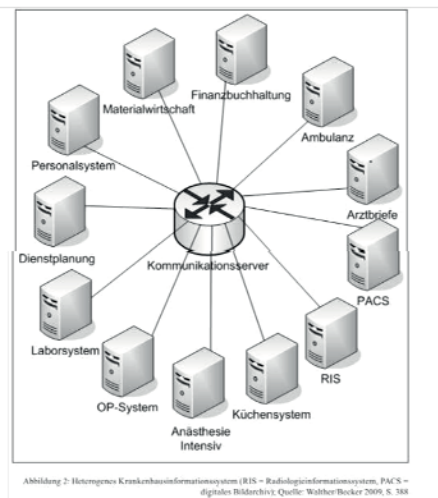 Finanzbuchhaltung
Materialwirtschaft
Ambulanz
Personalsystem
Arztbriefe
Dienstplanung
Kommunikationsserver
PACS
Laborsystem
RIS
OP-System
Küchensystem
Anästhesie
Intensiv
Abbildung 2: Heterogenes Krankenhausinformationssystem (RIS = Radiologieinformationssystem, PACS =
digitales Bildarchiv); Quelle: Walther/Becker 2009, S. 388